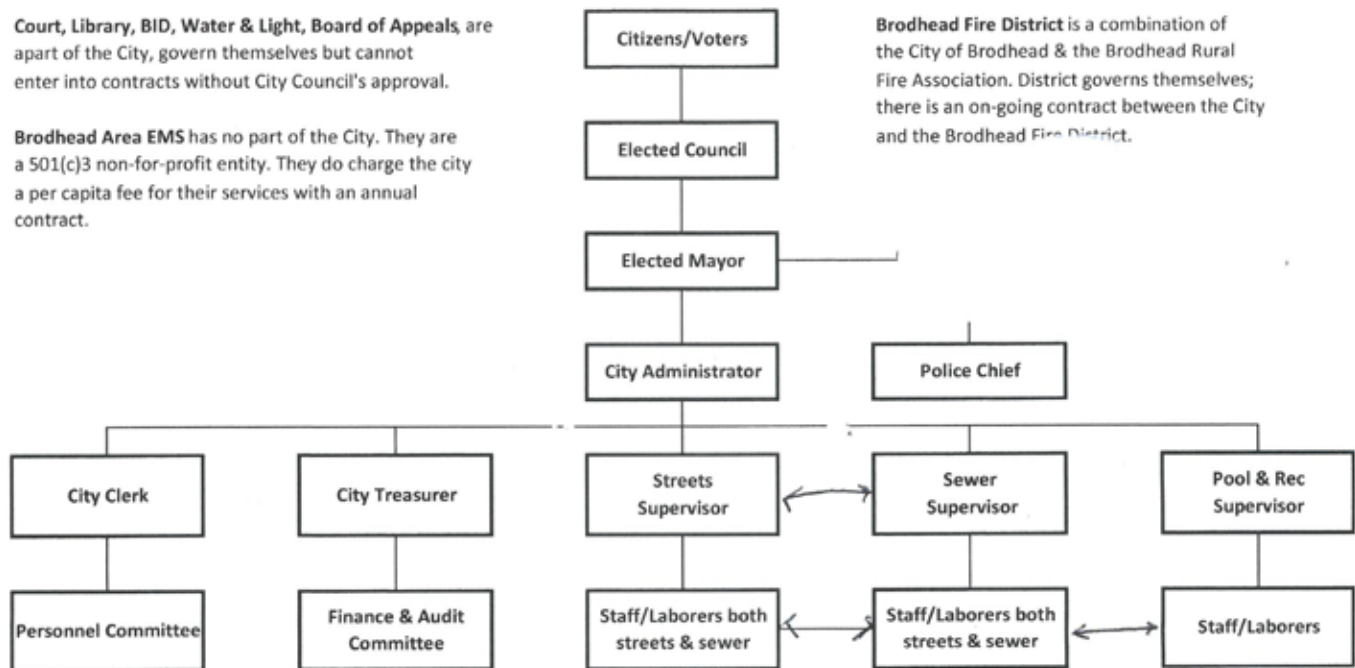 Court, Library, BID, Water & Light, Board of Appeals, are
apart of the City, govern themselves but cannot
enter into contracts without City Council's approval.
Brodhead Area EMS has no part of the City. They are
a 501(c)3 non-for-profit entity. They do charge the city
a per capita fee for their services with an annual
contract.
Brodhead Fire District is a combination of
the City of Brodhead & the Brodhead Rural
Fire Association. District governs themselves;
there is an on-going contract between the City
and the Brodhead Fire District.
Citizens/Voters
Elected Council
Elected Mayor
City Administrator
Police Chief
City Clerk
City Treasurer
Streets
Supervisor
Sewer
Supervisor
Pool & Rec
Supervisor
Personnel Committee
Finance & Audit
Committee
Staff/Laborers both
streets & sewer
Staff/Laborers both
streets & sewer
Staff/Laborers